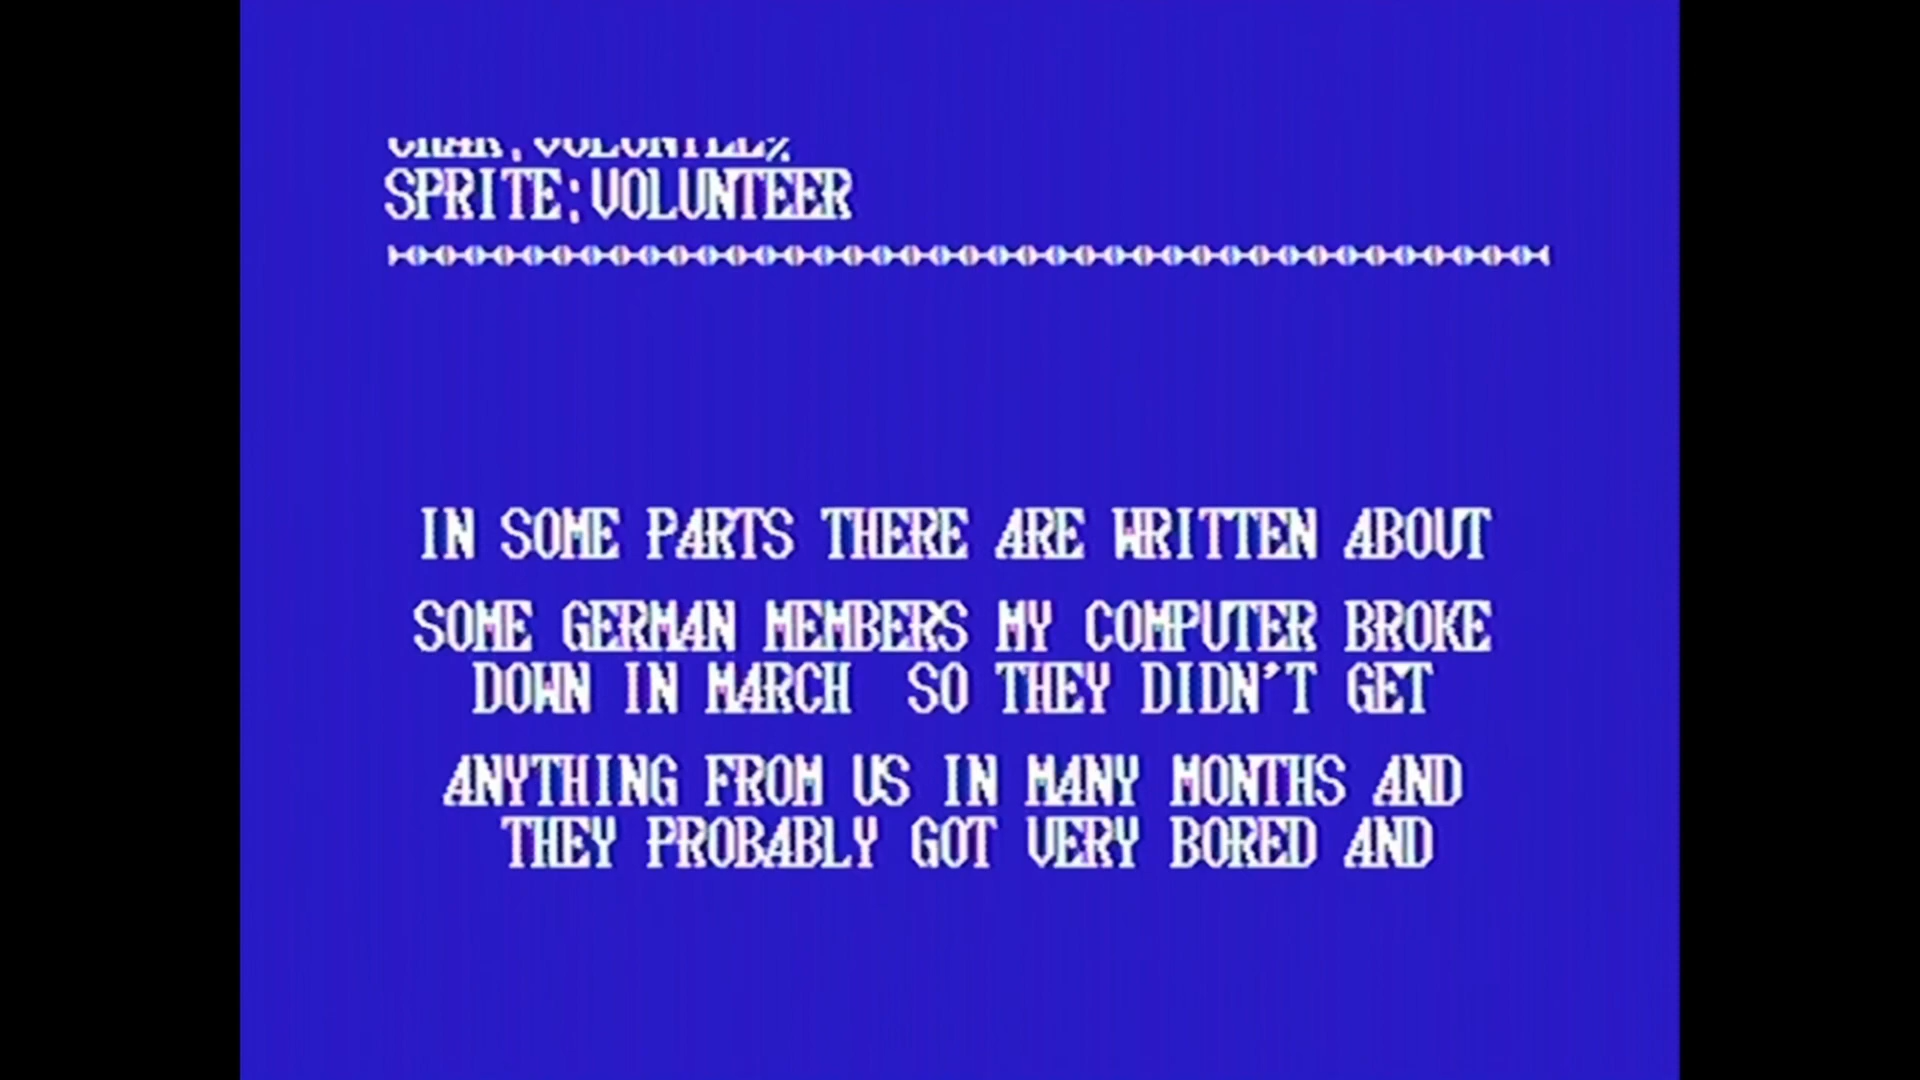 SPRITE:VOLUNTEER
IN SOME PARTS THERE ARE WRITTEN ABOUT
SOME GERMAN MEMBERS MY COMPUTER BROKE
DOWN IN MARCH  SO THEY DIDN'T GET
ANYTHING FROM US IN MANY MONTHS AND
THEY PROBABLY GOT VERY BORED AND